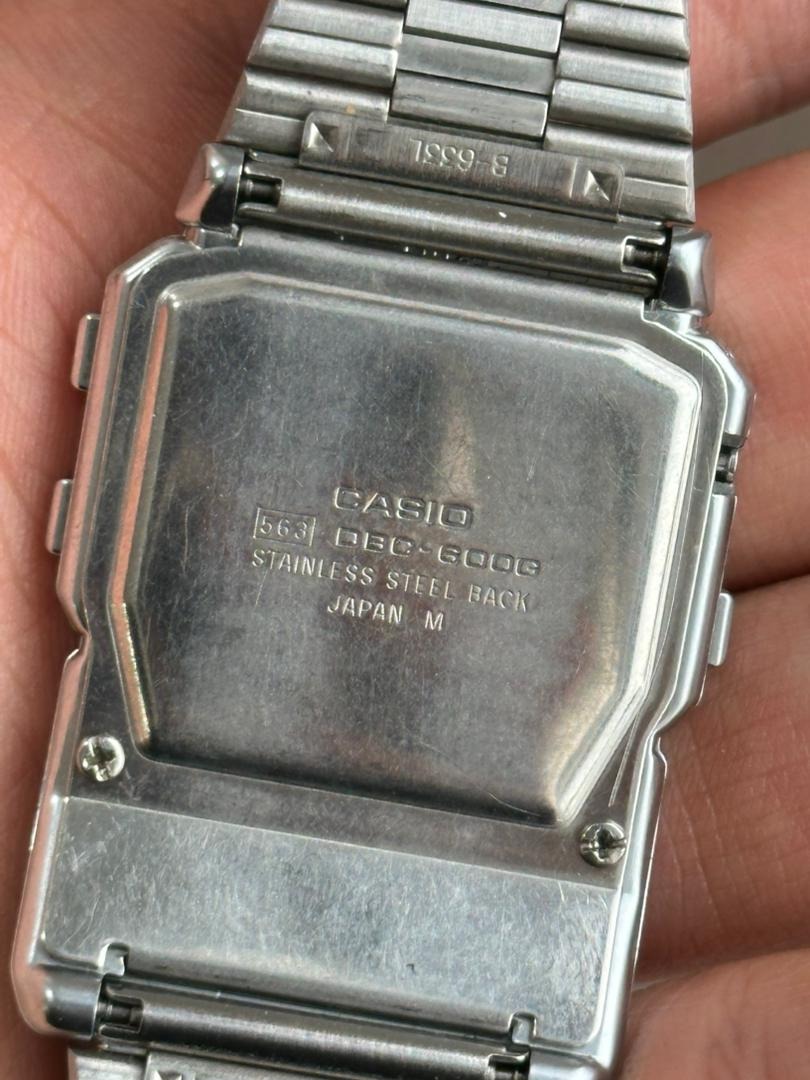 B-633L
CASIO
563 DBC-600G
STAINLESS STEEL BACK
JAPAN M